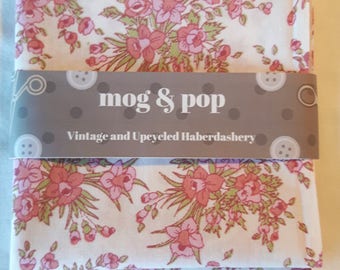 mog & pop
Vintage and Upcycled Haberdashery